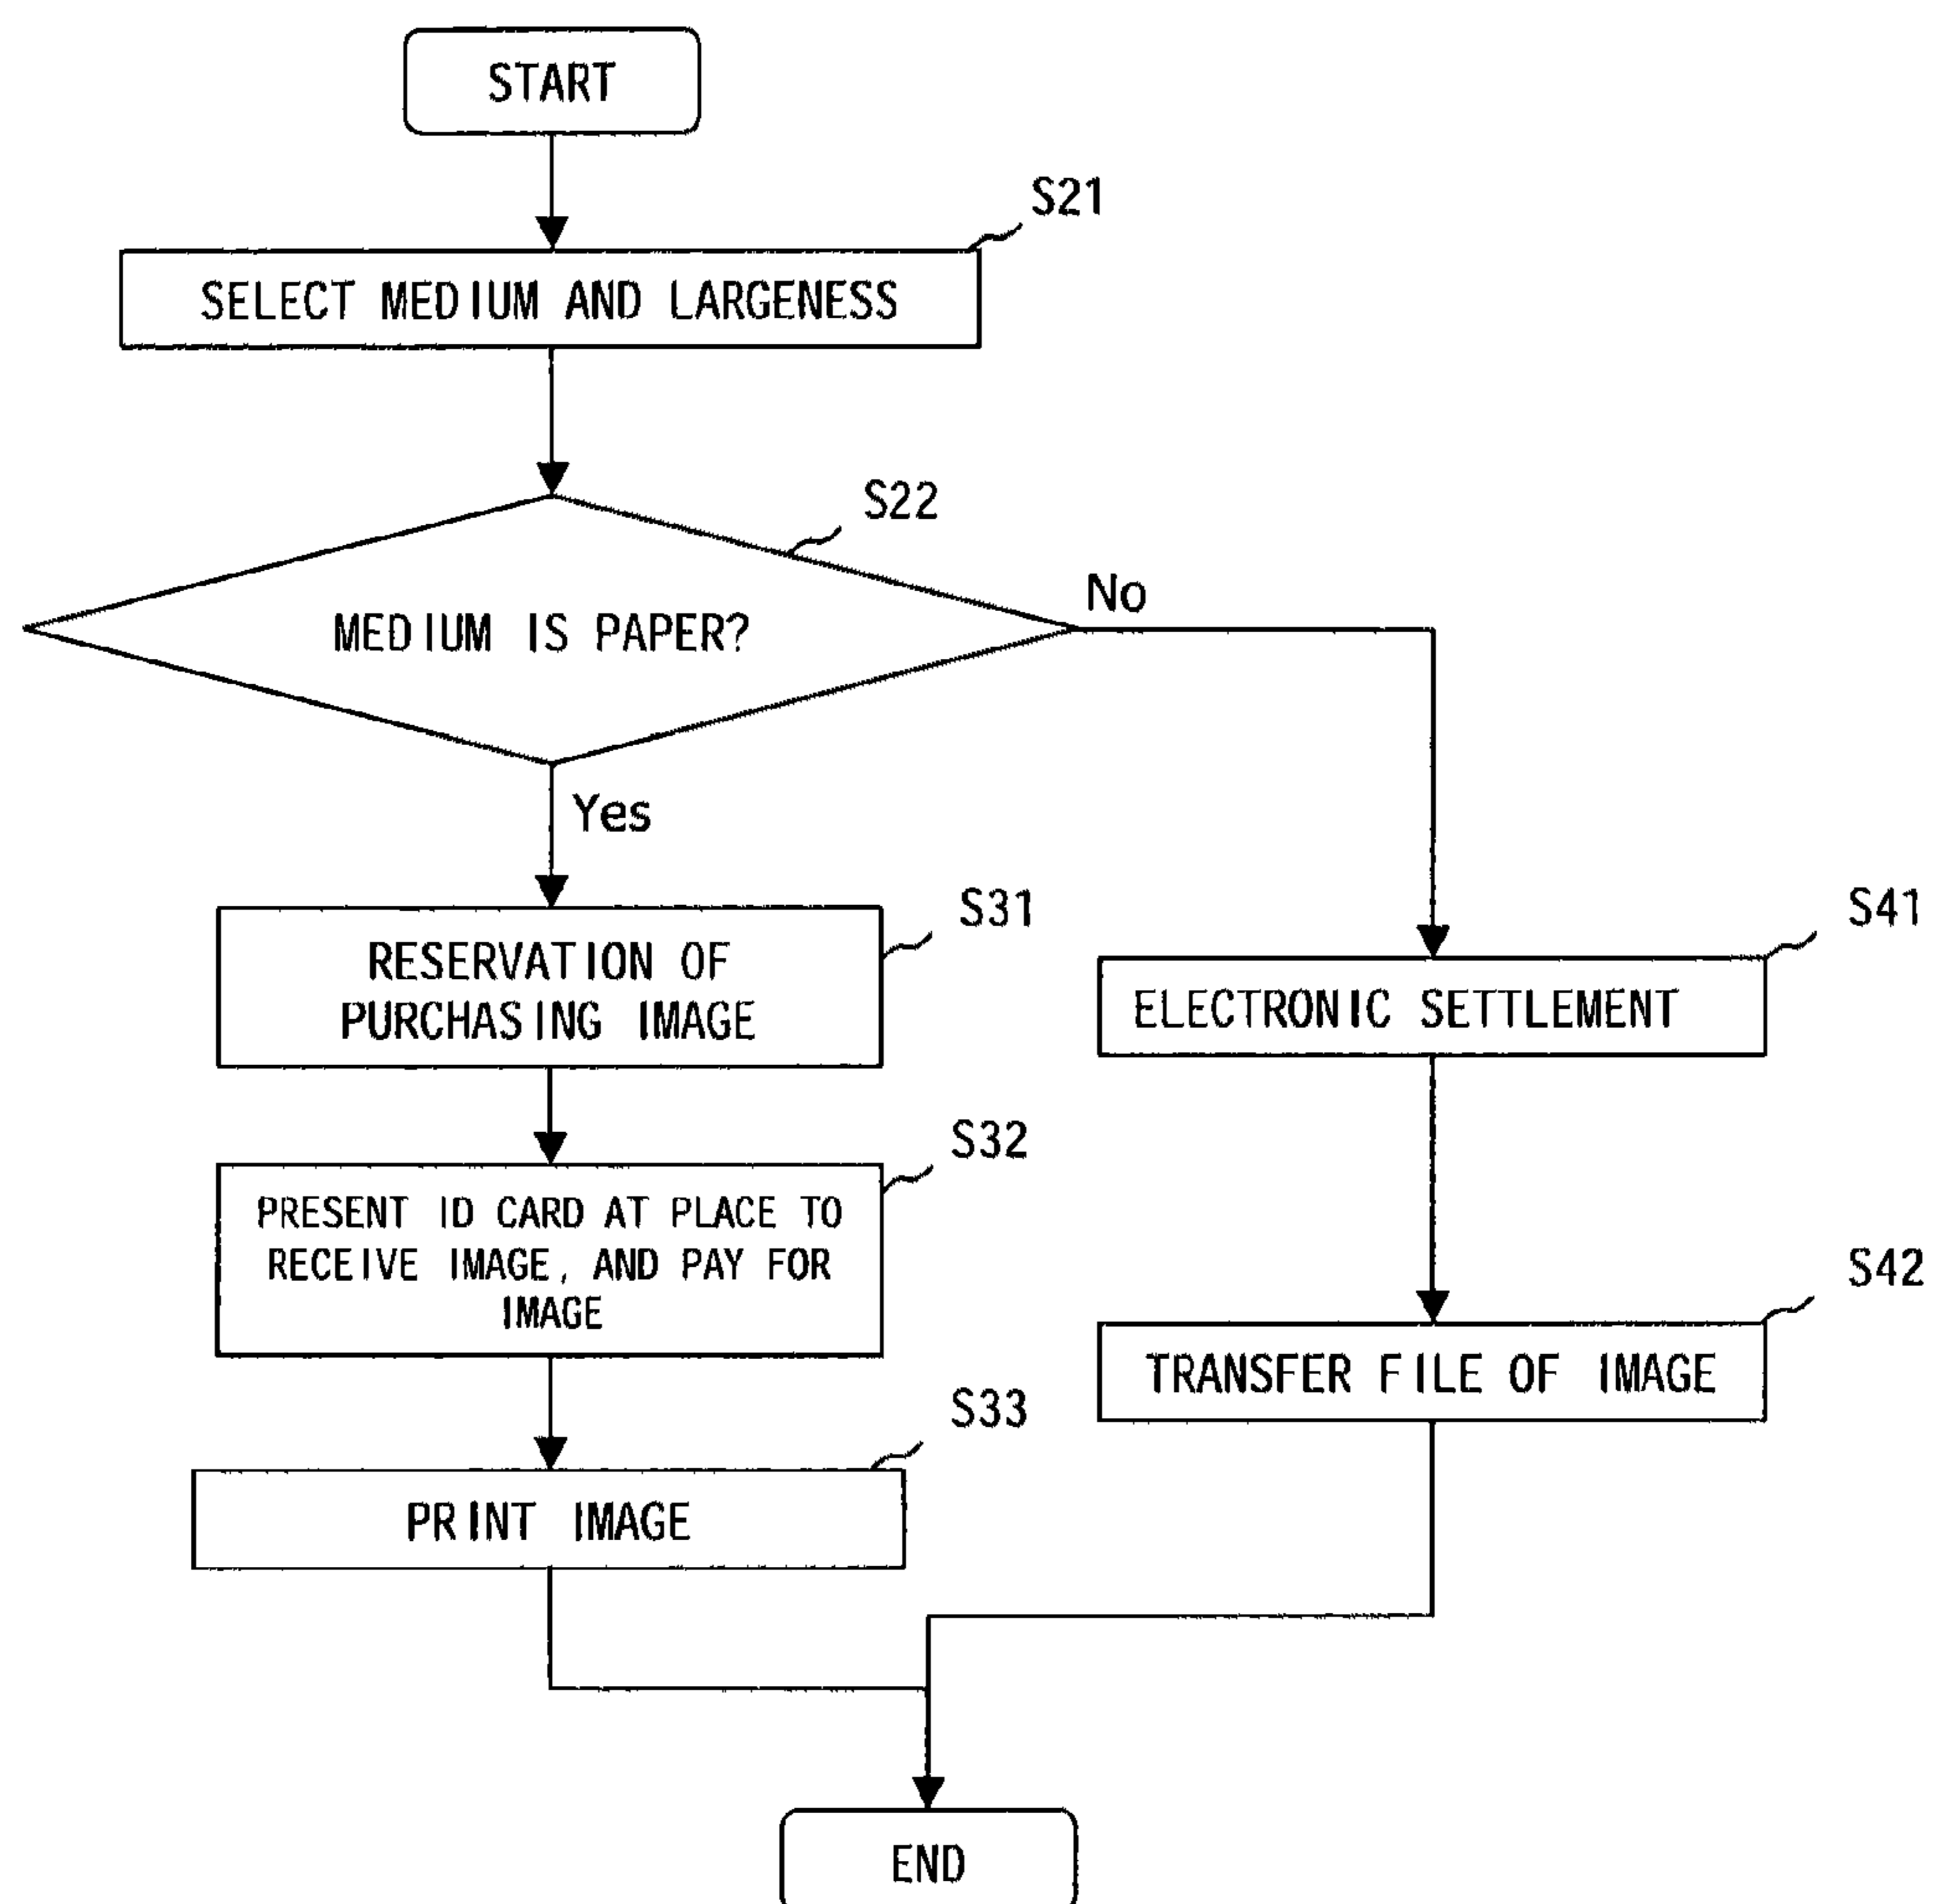 START
S21
SELECT MEDIUM AND LARGENESS
S22
MEDIUM IS PAPER?
No
Yes
S31
RESERVATION OF
PURCHASING IMAGE
S41
ELECTRONIC SETTLEMENT
S32
PRESENT ID CARD AT PLACE TO
RECEIVE IMAGE, AND PAY FOR
IMAGE
S42
TRANSFER FILE OF IMAGE
S33
PRINT IMAGE
END